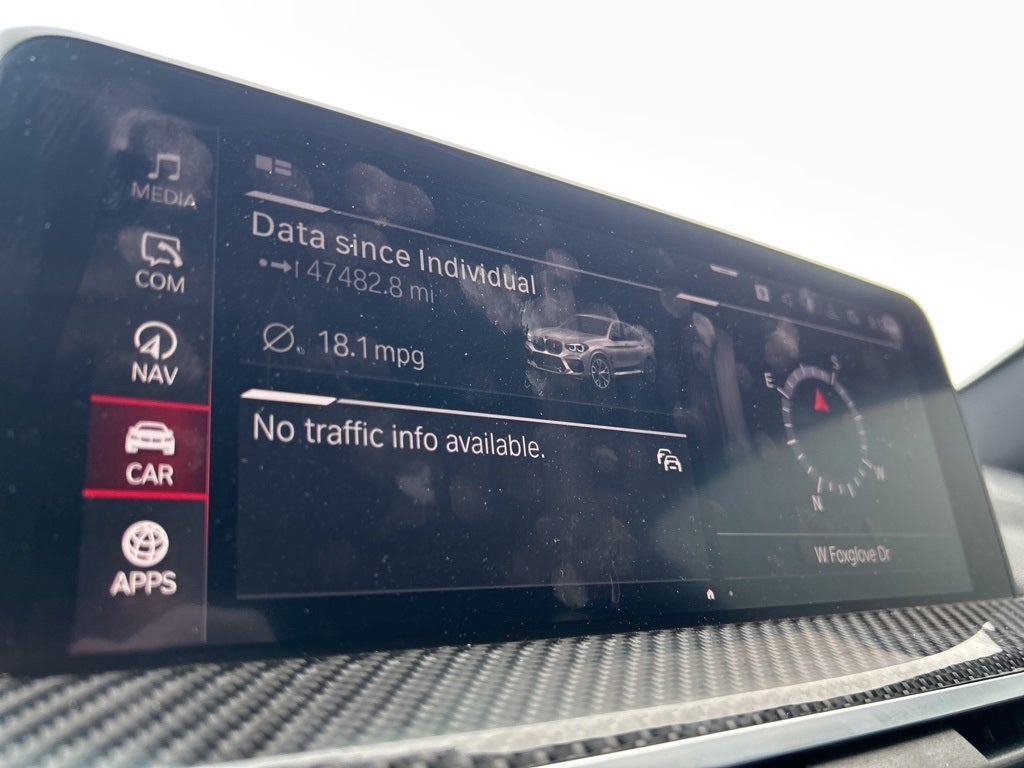 MEDIA
COM
NAV
CAR
APPS
Data since Individual
47482.8 mi
18.1 mpg
No traffic info available.
E
S
N
W Foxglove Dr